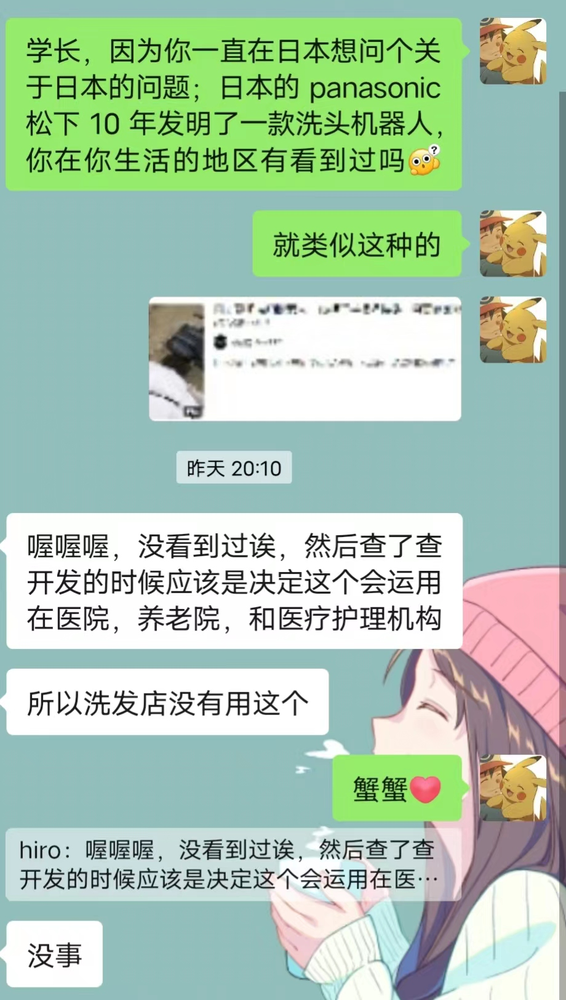 学长，因为你一直在日本想问个关
于日本的问题；日本的 panasonic
松下 10 年发明了一款洗头机器人，
你在你生活的地区有看到过吗
就类似这种的
昨天 20:10
喔喔喔，没看到过诶，然后查了查
开发的时候应该是决定这个会运用
在医院，养老院，和医疗护理机构
所以洗发店没有用这个
蟹蟹
hiro：喔喔喔，没看到过诶，然后查了查
开发的时候应该是决定这个会运用在医…
没事